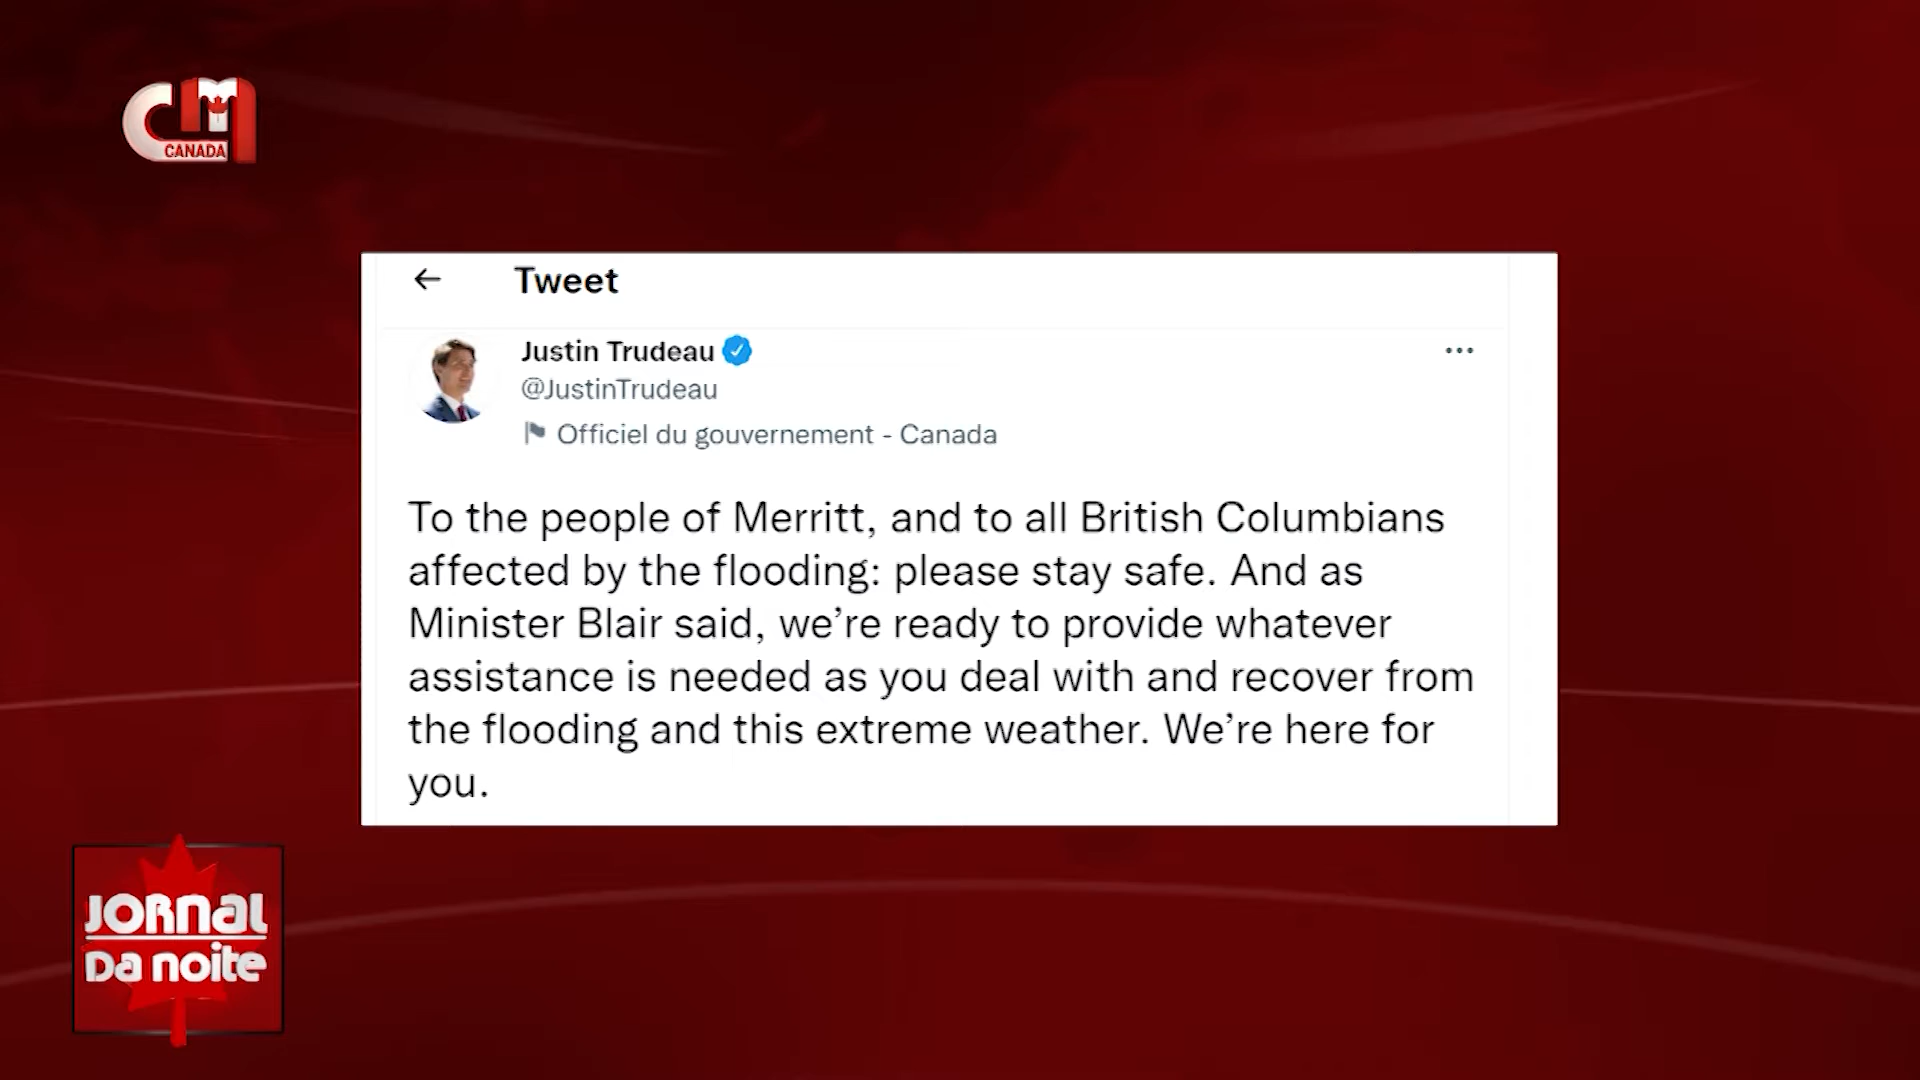 CM
CANADA
Tweet
Justin Trudeau
@JustinTrudeau
Officiel du gouvernement - Canada
To the people of Merritt, and to all British Columbians
affected by the flooding: please stay safe. And as
Minister Blair said, we’re ready to provide whatever
assistance is needed as you deal with and recover from
the flooding and this extreme weather. We’re here for
you.
JORNAL
DA NOITE